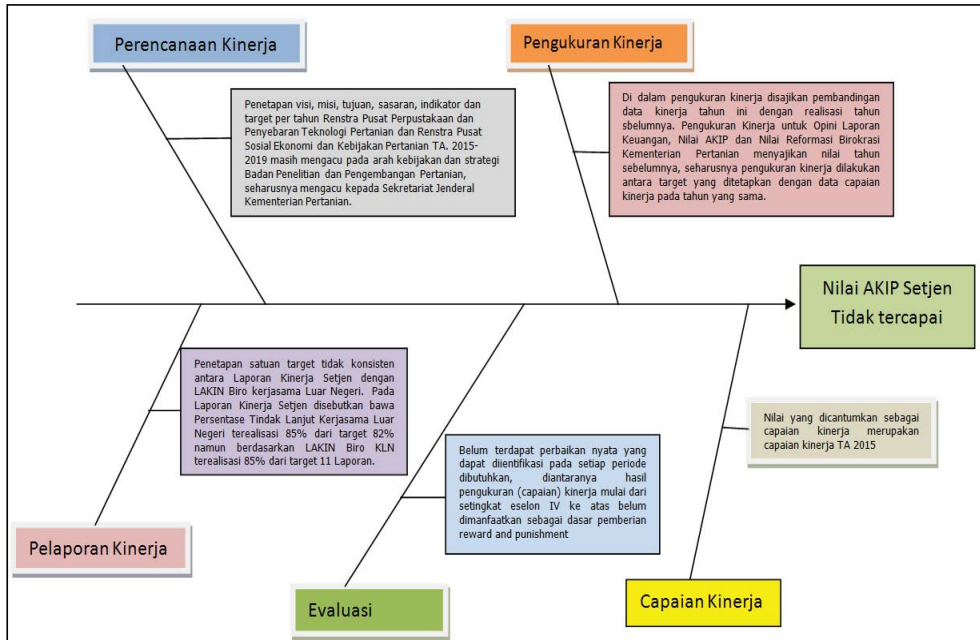 Perencanaan Kinerja
Pengukuran Kinerja
Penetapan visi, misi, tujuan, sasaran, indikator dan
target per tahun Renstra Pusat Perpustakaan dan
Penyebaran Teknologi Pertanian dan Renstra Pusat
Sosial Ekonomi dan Kebijakan Pertanian TA. 2015-
2019 masih mengacu pada arah kebijakan dan strategi
Badan Penelitian dan Pengembangan Pertanian,
seharusnya mengacu kepada Sekretariat Jenderal
Kementerian Pertanian.
Di dalam pengukuran kinerja disajikan pembandingan
data kinerja tahun ini dengan realisasi tahun
sbelumnya. Pengukuran Kinerja untuk Opini Laporan
Keuangan, Nilai AKIP dan Nilai Reformasi Birokrasi
Kementerian Pertanian menyajikan nilai tahun
sebelumnya, seharusnya pengukuran kinerja dilakukan
antara target yang ditetapkan dengan data capaian
kinerja pada tahun yang sama.
Nilai AKIP Setjen
Tidak tercapai
Penetapan satuan target tidak konsisten
antara Laporan Kinerja Setjen dengan
LAKIN Biro kerjasama Luar Negeri. Pada
Laporan Kinerja Setjen disebutkan bawa
Persentase Tindak Lanjut Kerjasama Luar
Negeri terealisasi 85% dari target 82%
namun berdasarkan LAKIN Biro KLN
terealisasi 85% dari target 11 Laporan.
Belum terdapat perbaikan nyata yang
dapat diientifikasi pada setiap periode
dibutuhkan, diantaranya hasil
pengukuran (capaian) kinerja mulai dari
setingkat eselon IV ke atas belum
dimanfaatkan sebagai dasar pemberian
reward and punishment
Nilai yang dicantumkan sebagai
capaian kinerja merupakan
capaian kinerja TA 2015
Pelaporan Kinerja
Evaluasi
Capaian Kinerja